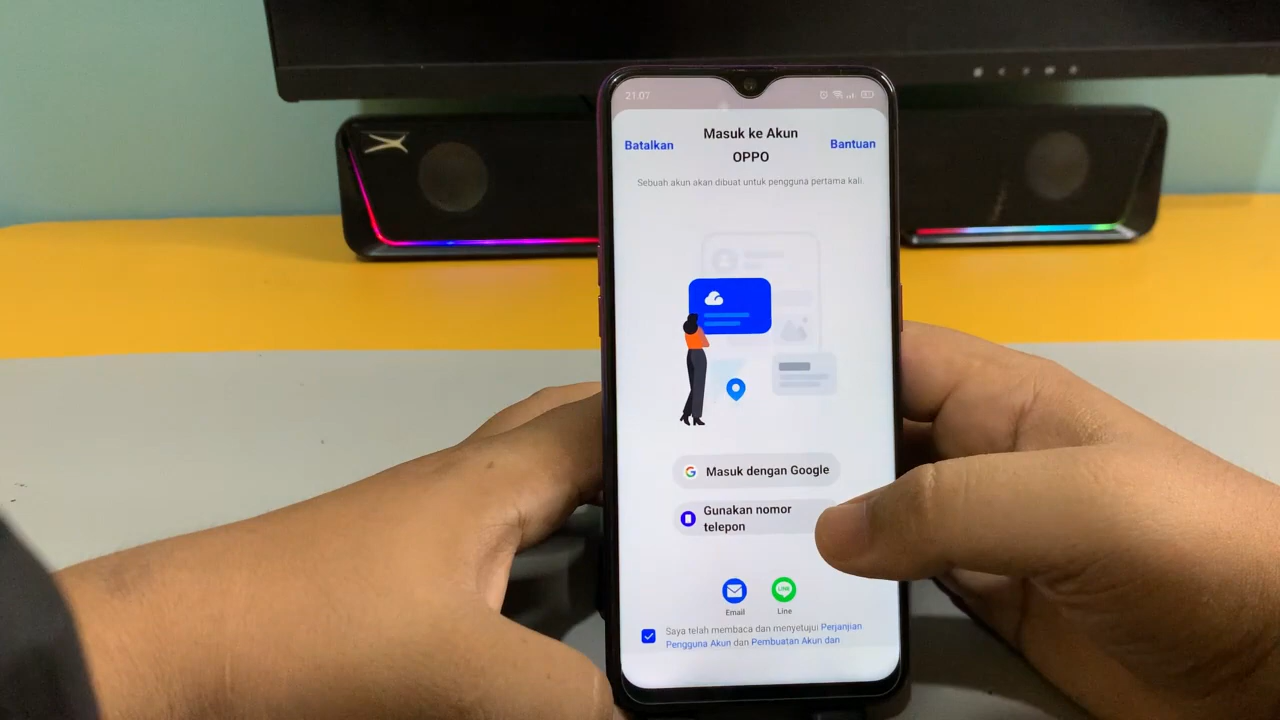 21.07
Batalkan
Masuk ke Akun
OPPO
Bantuan
Sebuah akun akan dibuat untuk pengguna pertama kali.
Masuk dengan Google
Gunakan nomor
telepon
LINE
Email
Line
Saya telah membaca dan menyetujui Perjanjian
Pengguna Akun dan Pembuatan Akun dan